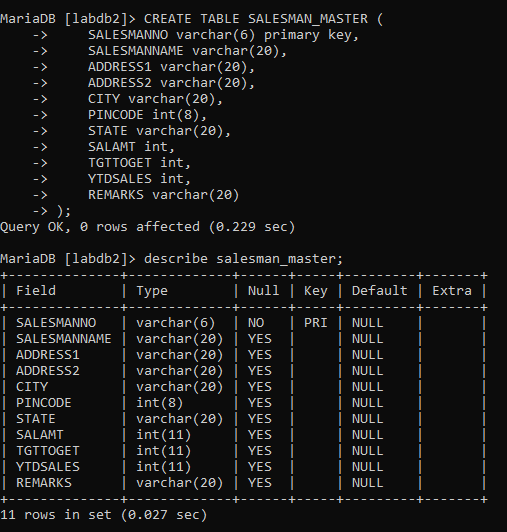 MariaDB [labdb2]> CREATE TABLE SALESMAN_MASTER (
    ->     SALESMANNO varchar(6) primary key,
    ->     SALESMANNAME varchar(20),
    ->     ADDRESS1 varchar(20),
    ->     ADDRESS2 varchar(20),
    ->     CITY varchar(20),
    ->     PINCODE int(8),
    ->     STATE varchar(20),
    ->     SALAMT int,
    ->     TGTTOGET int,
    ->     YTDSALES int,
    ->     REMARKS varchar(20)
    -> );
Query OK, 0 rows affected (0.229 sec)

MariaDB [labdb2]> describe salesman_master;
+--------------+-------------+------+-----+---------+-------+
| Field        | Type        | Null | Key | Default | Extra |
+--------------+-------------+------+-----+---------+-------+
| SALESMANNO   | varchar(6)  | NO   | PRI | NULL    |       |
| SALESMANNAME | varchar(20) | YES  |     | NULL    |       |
| ADDRESS1     | varchar(20) | YES  |     | NULL    |       |
| ADDRESS2     | varchar(20) | YES  |     | NULL    |       |
| CITY         | varchar(20) | YES  |     | NULL    |       |
| PINCODE      | int(8)      | YES  |     | NULL    |       |
| STATE        | varchar(20) | YES  |     | NULL    |       |
| SALAMT       | int(11)     | YES  |     | NULL    |       |
| TGTTOGET     | int(11)     | YES  |     | NULL    |       |
| YTDSALES     | int(11)     | YES  |     | NULL    |       |
| REMARKS      | varchar(20) | YES  |     | NULL    |       |
+--------------+-------------+------+-----+---------+-------+
11 rows in set (0.027 sec)